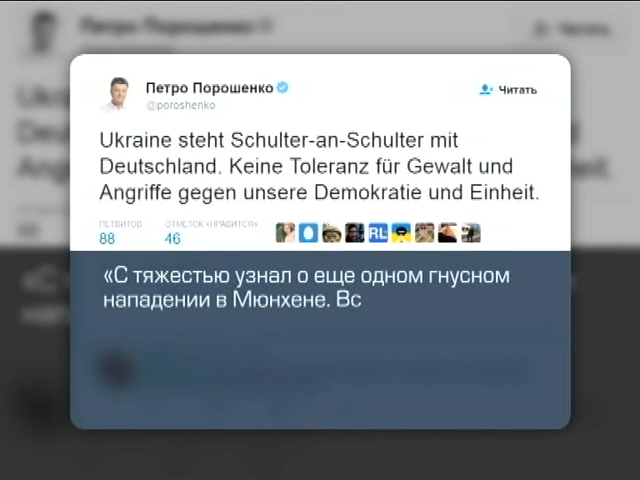 Петро Порошенко
@poroshenko
Читать
Ukraine steht Schulter-an-Schulter mit
Deutschland. Keine Toleranz für Gewalt und
Angriffe gegen unsere Demokratie und Einheit.
РЕТВИТОВ
ОТМЕТОК «НРАВИТСЯ»
88
46
RL
«С тяжестью узнал о еще одном гнусном
нападении в Мюнхене. Вс